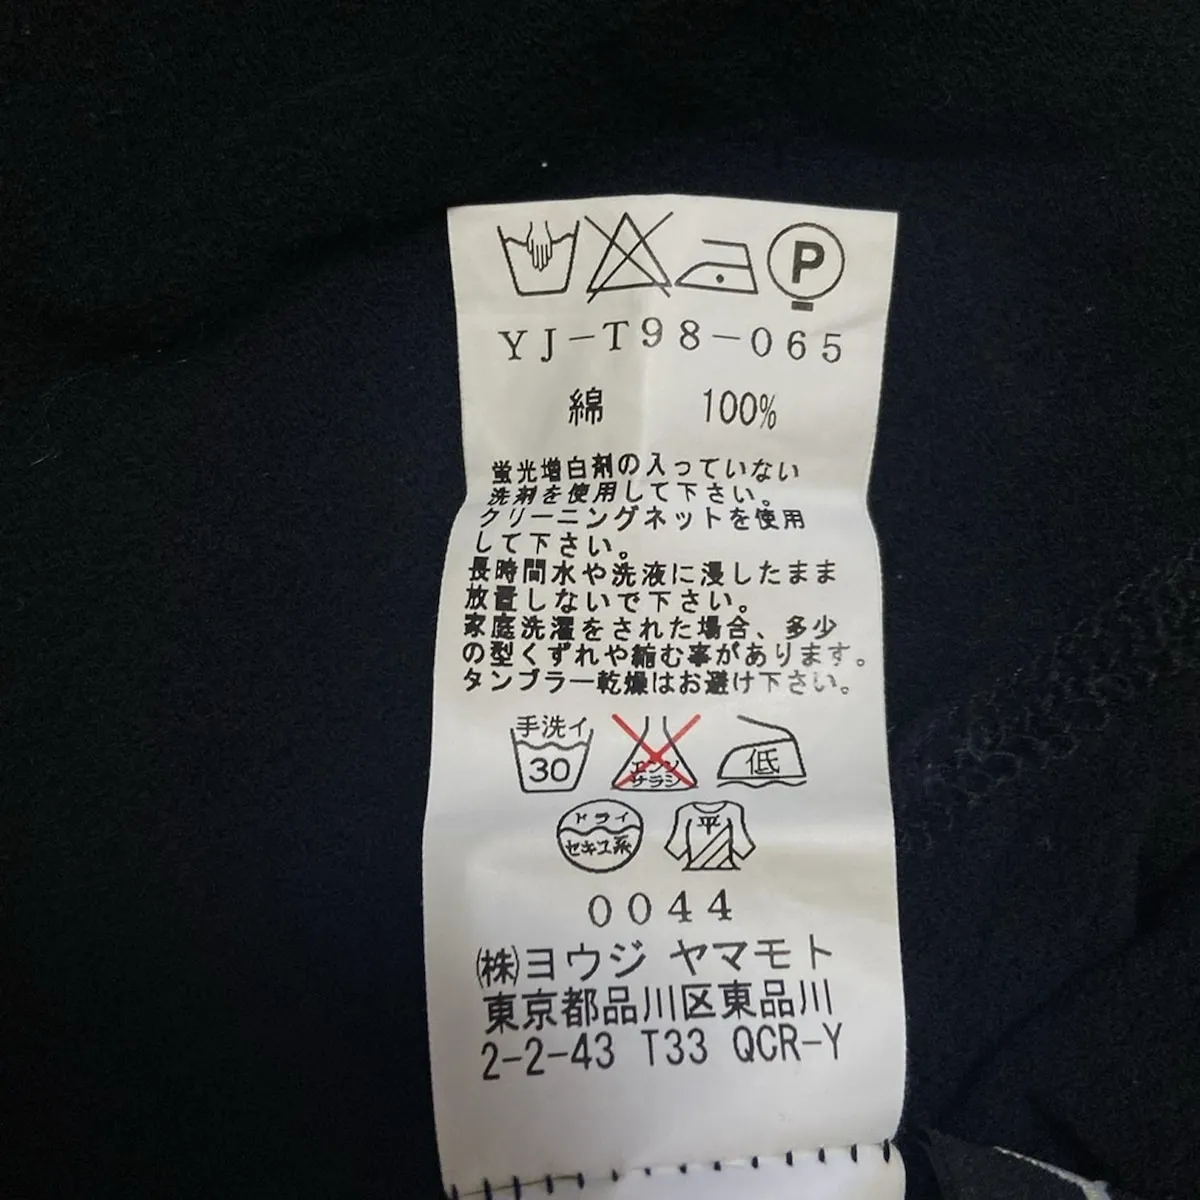 P
YJ-T98-065
綿 100%
蛍光増白剤の入っていない
洗剤を使用して下さい。
クリーニングネットを使用
して下さい。
長時間水や洗液に浸したまま
放置しないで下さい。
家庭洗濯をされた場合、多少
の型くずれや縮む事があります。
タンブラー乾燥はお避け下さい。
手洗イ
30
エンソ
サラシ
低
ドライ
セキユ系
平
0044
㈱ヨウジ ヤマモト
東京都品川区東品川
2-2-43 T33 QCR-Y